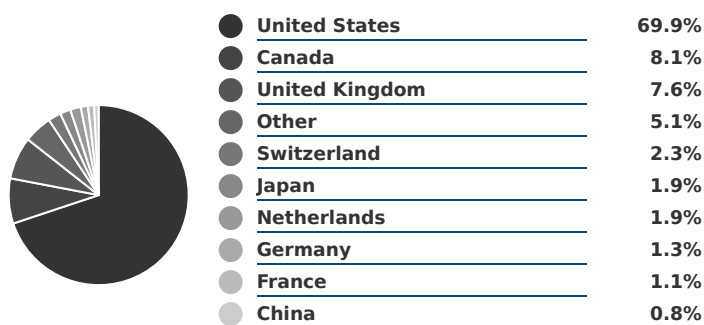 United States 69.9%
Canada 8.1%
United Kingdom 7.6%
Other 5.1%
Switzerland 2.3%
Japan 1.9%
Netherlands 1.9%
Germany 1.3%
France 1.1%
China 0.8%